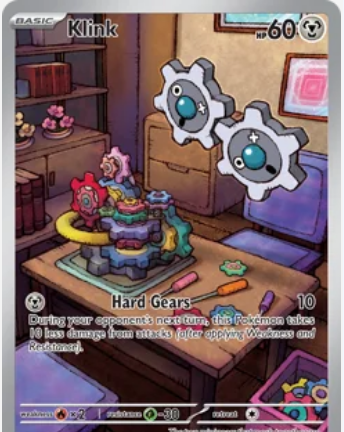 BASIC
Klink
HP60
Hard Gears 10
During your opponent's next turn, this Pokémon takes
10 less damage from attacks (after applying Weakness and
Resistance).
weakness ×2 resistance -30 retreat